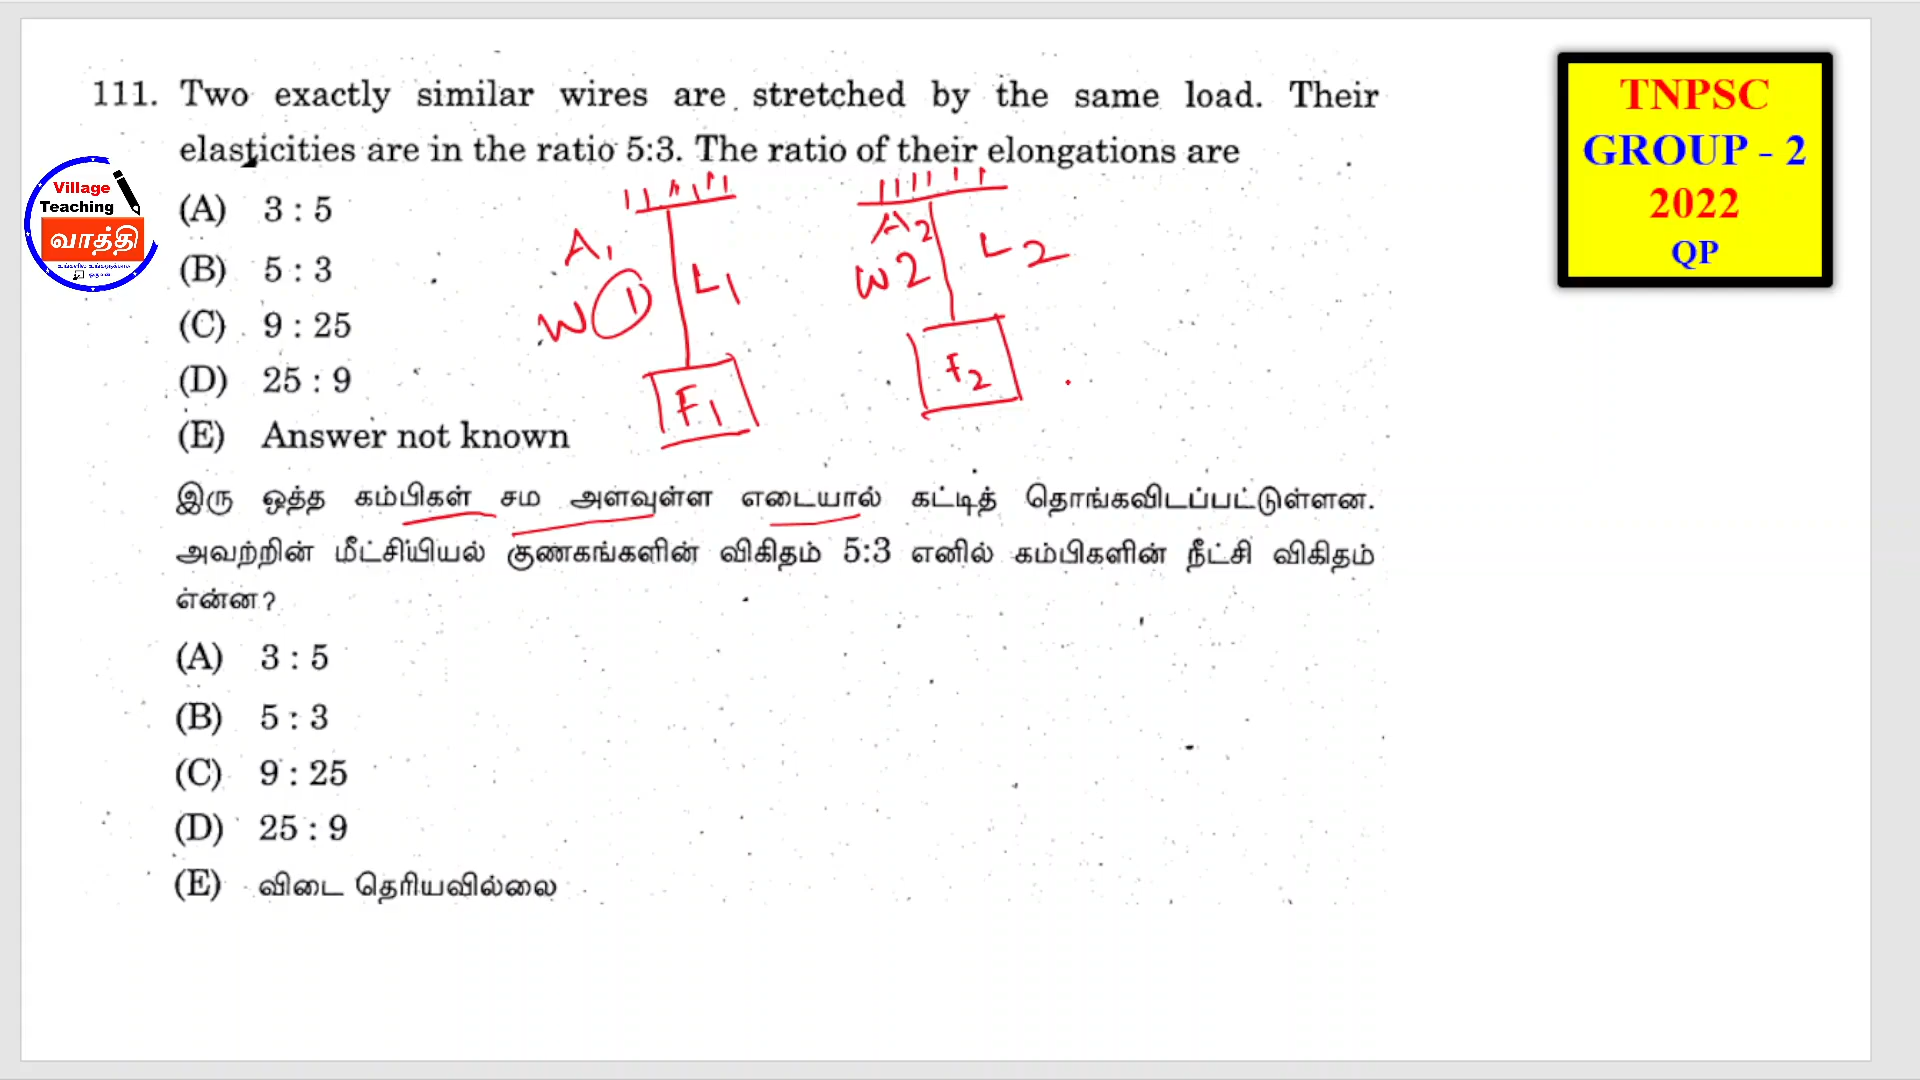 111. Two exactly similar wires are stretched by the same load. Their
elasticities are in the ratio 5:3. The ratio of their elongations are
(A) 3 : 5
(B) 5 : 3
(C) 9 : 25
(D) 25 : 9
(E) Answer not known
A1
W1
L1
F1
A2
W2
L2
F2
இரு ஒத்த கம்பிகள் சம அளவுள்ள எடையால் கட்டித் தொங்கவிடப்பட்டுள்ளன.
அவற்றின் மீட்சியியல் குணகங்களின் விகிதம் 5:3 எனில் கம்பிகளின் நீட்சி விகிதம்
என்ன?
(A) 3 : 5
(B) 5 : 3
(C) 9 : 25
(D) 25 : 9
(E) விடை தெரியவில்லை
Village
Teaching
வாத்தி
TNPSC
GROUP - 2
2022
QP